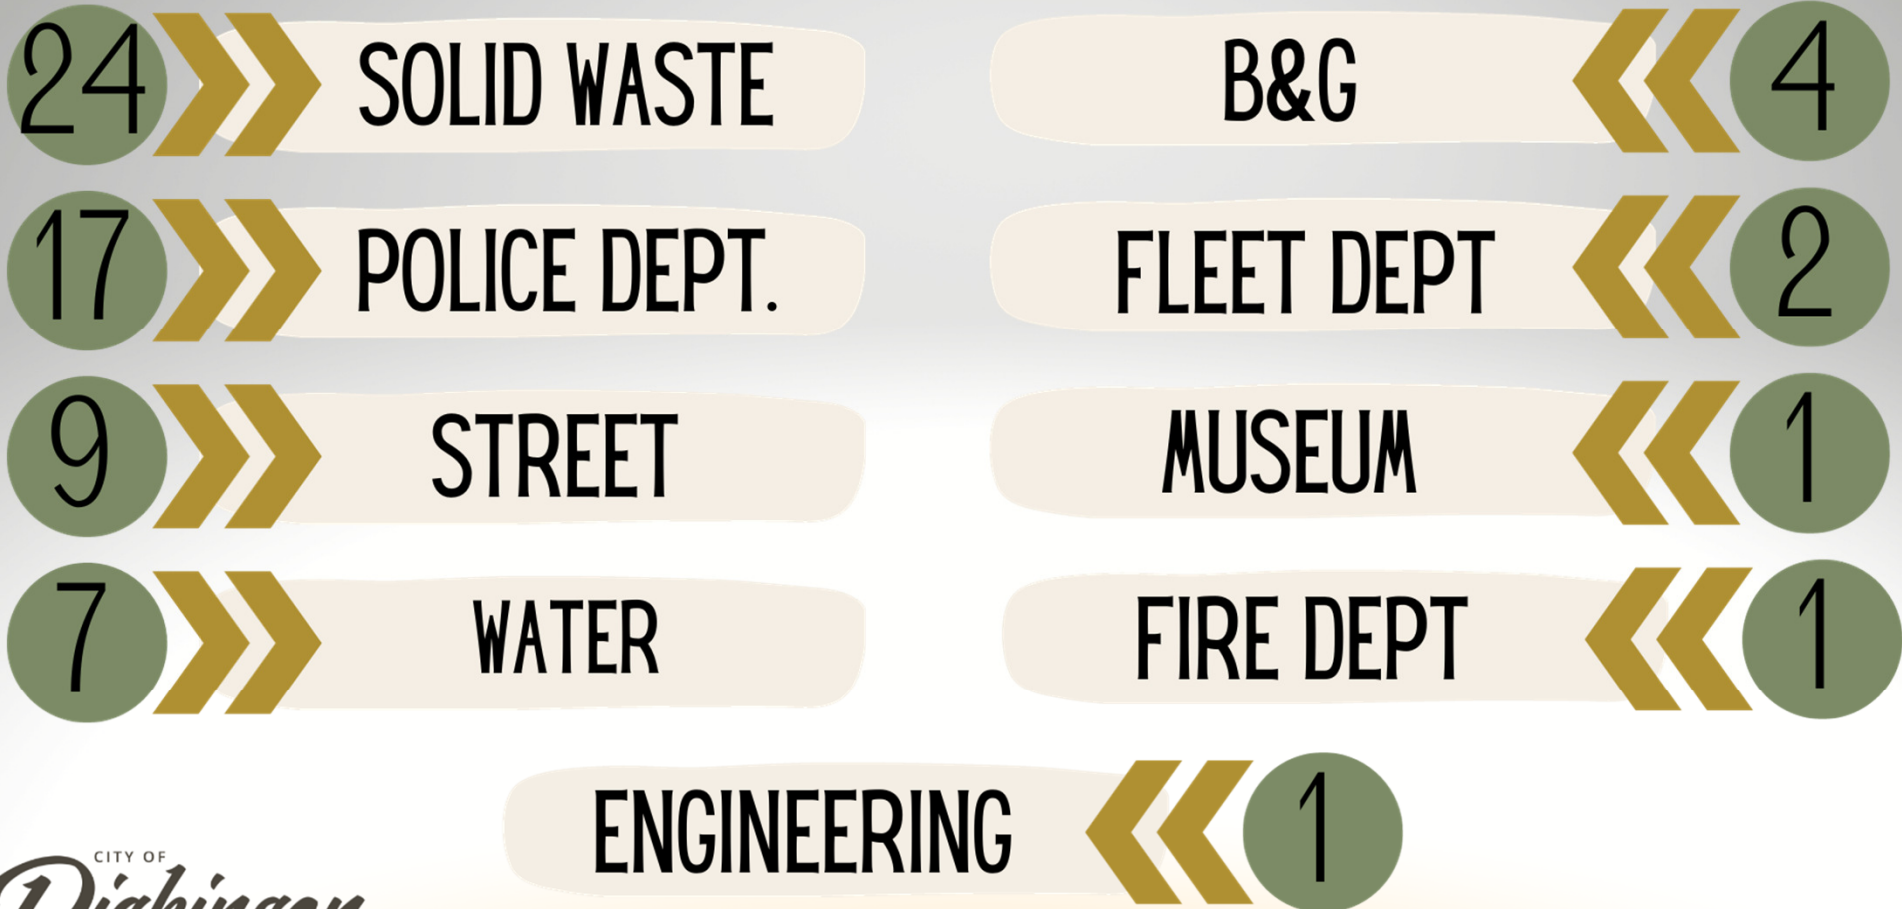 24 SOLID WASTE
B&G 4
17 POLICE DEPT.
FLEET DEPT 2
9 STREET
MUSEUM 1
7 WATER
FIRE DEPT 1
ENGINEERING 1
CITY OF